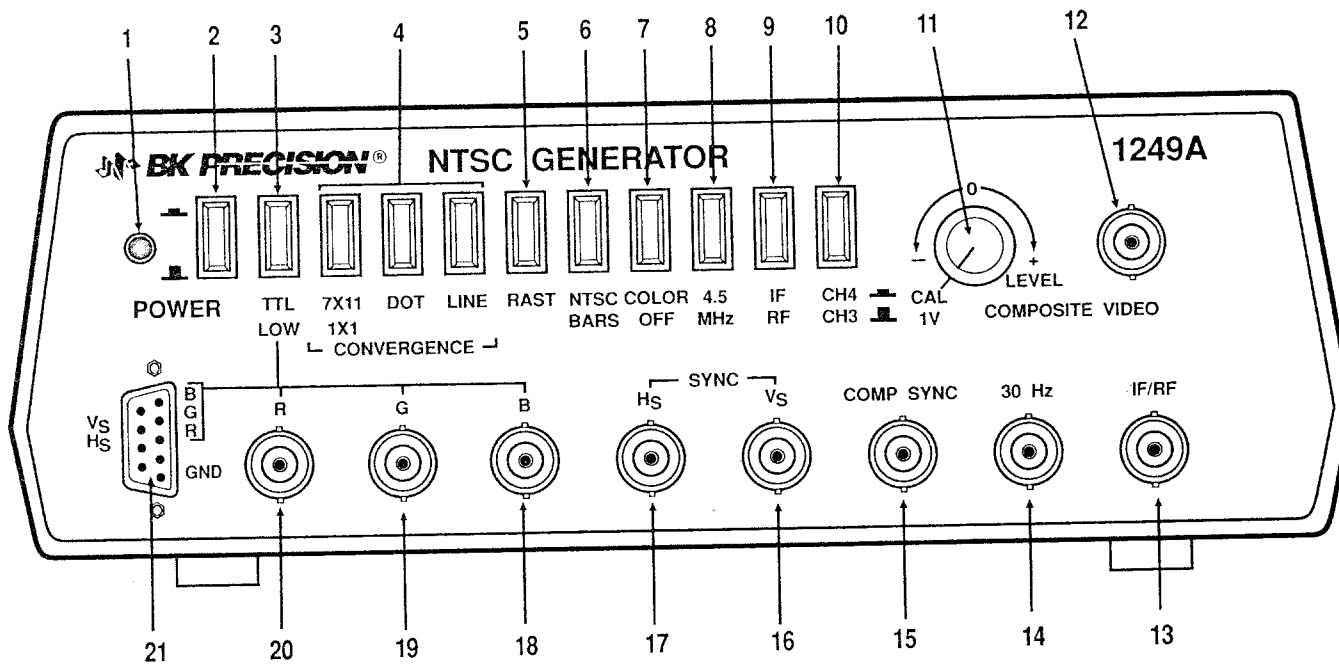 1 2 3 4 5 6 7 8 9 10 11 12
BK PRECISION® NTSC GENERATOR 1249A
0
POWER
TTL
LOW
7X11
1X1
DOT
LINE
CONVERGENCE
RAST
NTSC
BARS
COLOR
OFF
4.5
MHz
IF
RF
CH4
CH3
− +
CAL
1V
LEVEL
COMPOSITE VIDEO
VS
HS
B
G
R
GND
R
G
B
SYNC
HS
VS
COMP SYNC
30 Hz
IF/RF
21 20 19 18 17 16 15 14 13